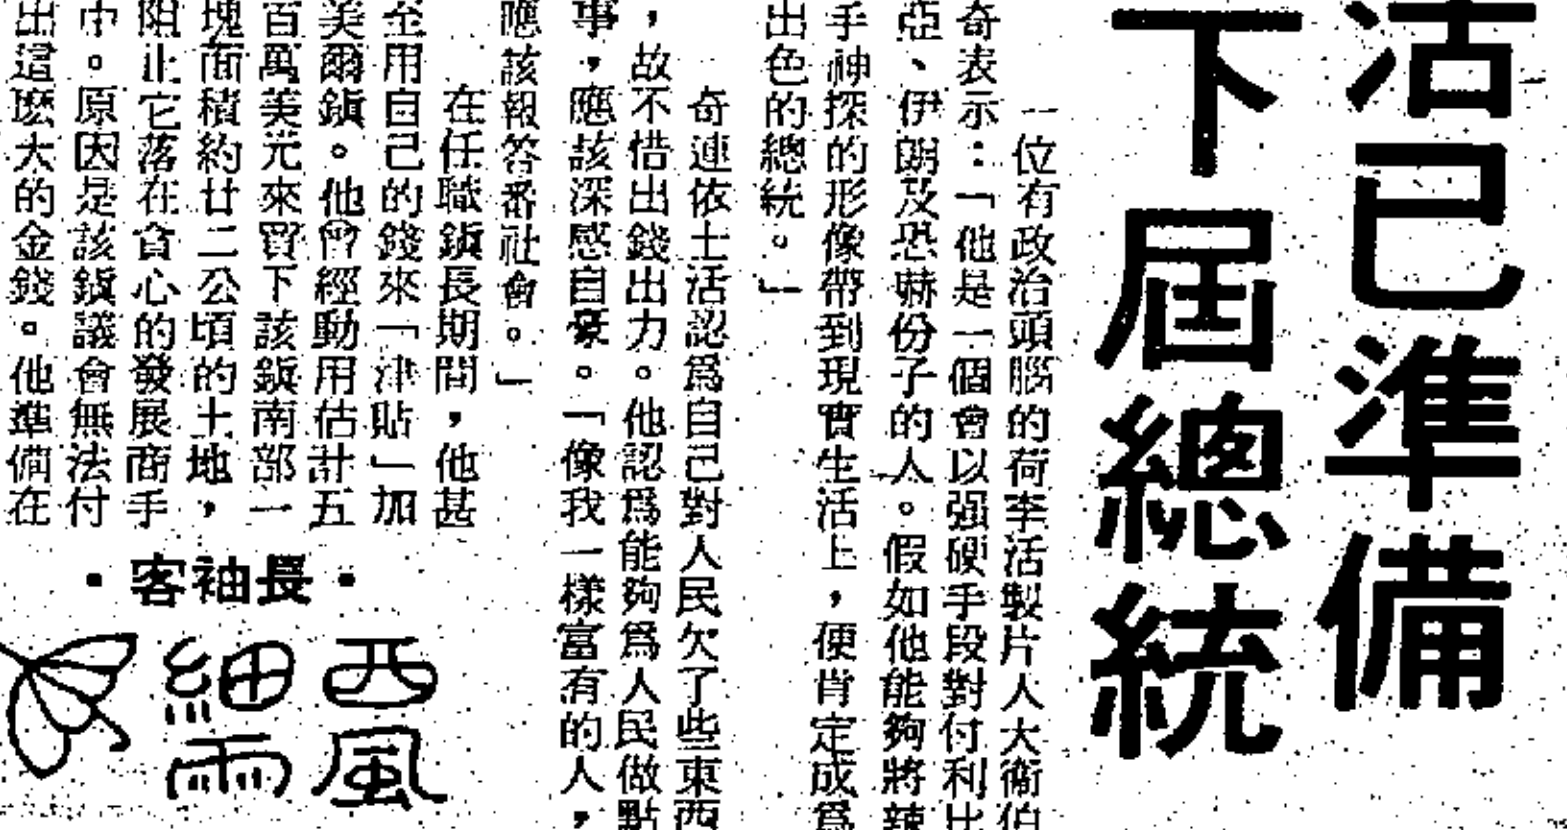 活已準備
下屆總統
一位有政治頭腦的荷李活製片人大衞伯
奇表示：「他是一個會以强硬手段對付利比
亞、伊朗及恐嚇份子的人。假如他能夠將辣
手神探的形像帶到現實生活上，便肯定成爲
出色的總統。」
奇連依士活認爲自己對人民欠了些東西
，故不惜出錢出力。他認爲能夠爲人民做點
事，應該深感自豪。「像我一樣富有的人，
應該報答番社會。」
在任職鎭長期間，他甚
至用自己的錢來「津貼」加
美爾鎭。他曾經動用估計五
百萬美元來買下該鎭南部一
塊面積約廿二公頃的土地，
阻止它落在貪心的發展商手
中。原因是該鎭議會無法付
出這麽大的金錢。他準備在
西風
細雨
·長袖客·